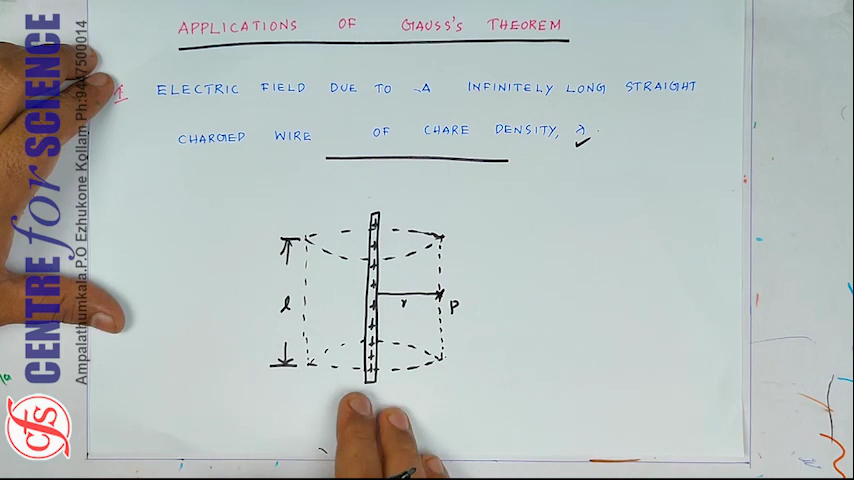 APPLICATIONS OF GAUSS'S THEOREM
1 ELECTRIC FIELD DUE TO A INFINITELY LONG STRAIGHT
CHARGED WIRE OF CHARE DENSITY, λ.
l
r
P
CENTRE for SCIENCE
Ampalathumkala.P.O Ezhukone Kollam Ph:9447500014
cfs